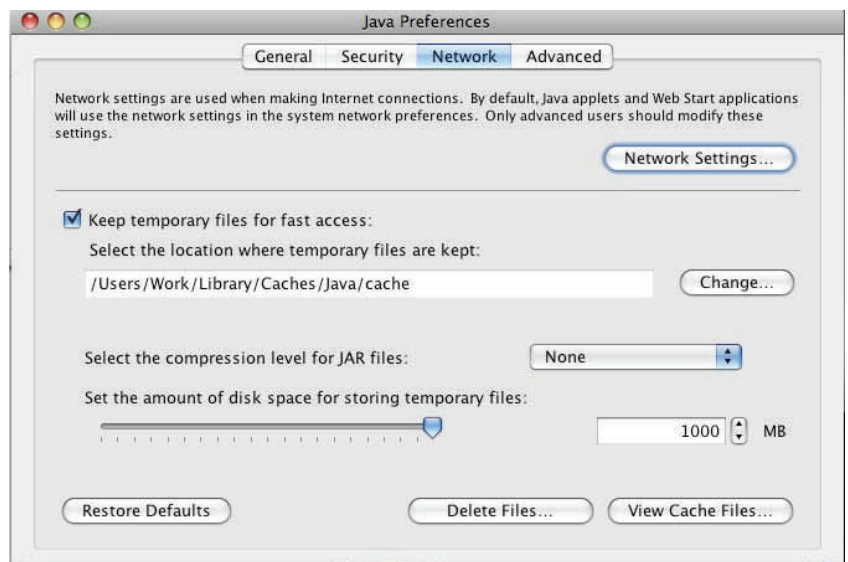 Java Preferences
General Security Network Advanced
Network settings are used when making Internet connections. By default, Java applets and Web Start applications
will use the network settings in the system network preferences. Only advanced users should modify these
settings.
Network Settings...
Keep temporary files for fast access:
Select the location where temporary files are kept:
/Users/Work/Library/Caches/Java/cache
Change...
Select the compression level for JAR files:
None
Set the amount of disk space for storing temporary files:
1000 MB
Restore Defaults
Delete Files...
View Cache Files...